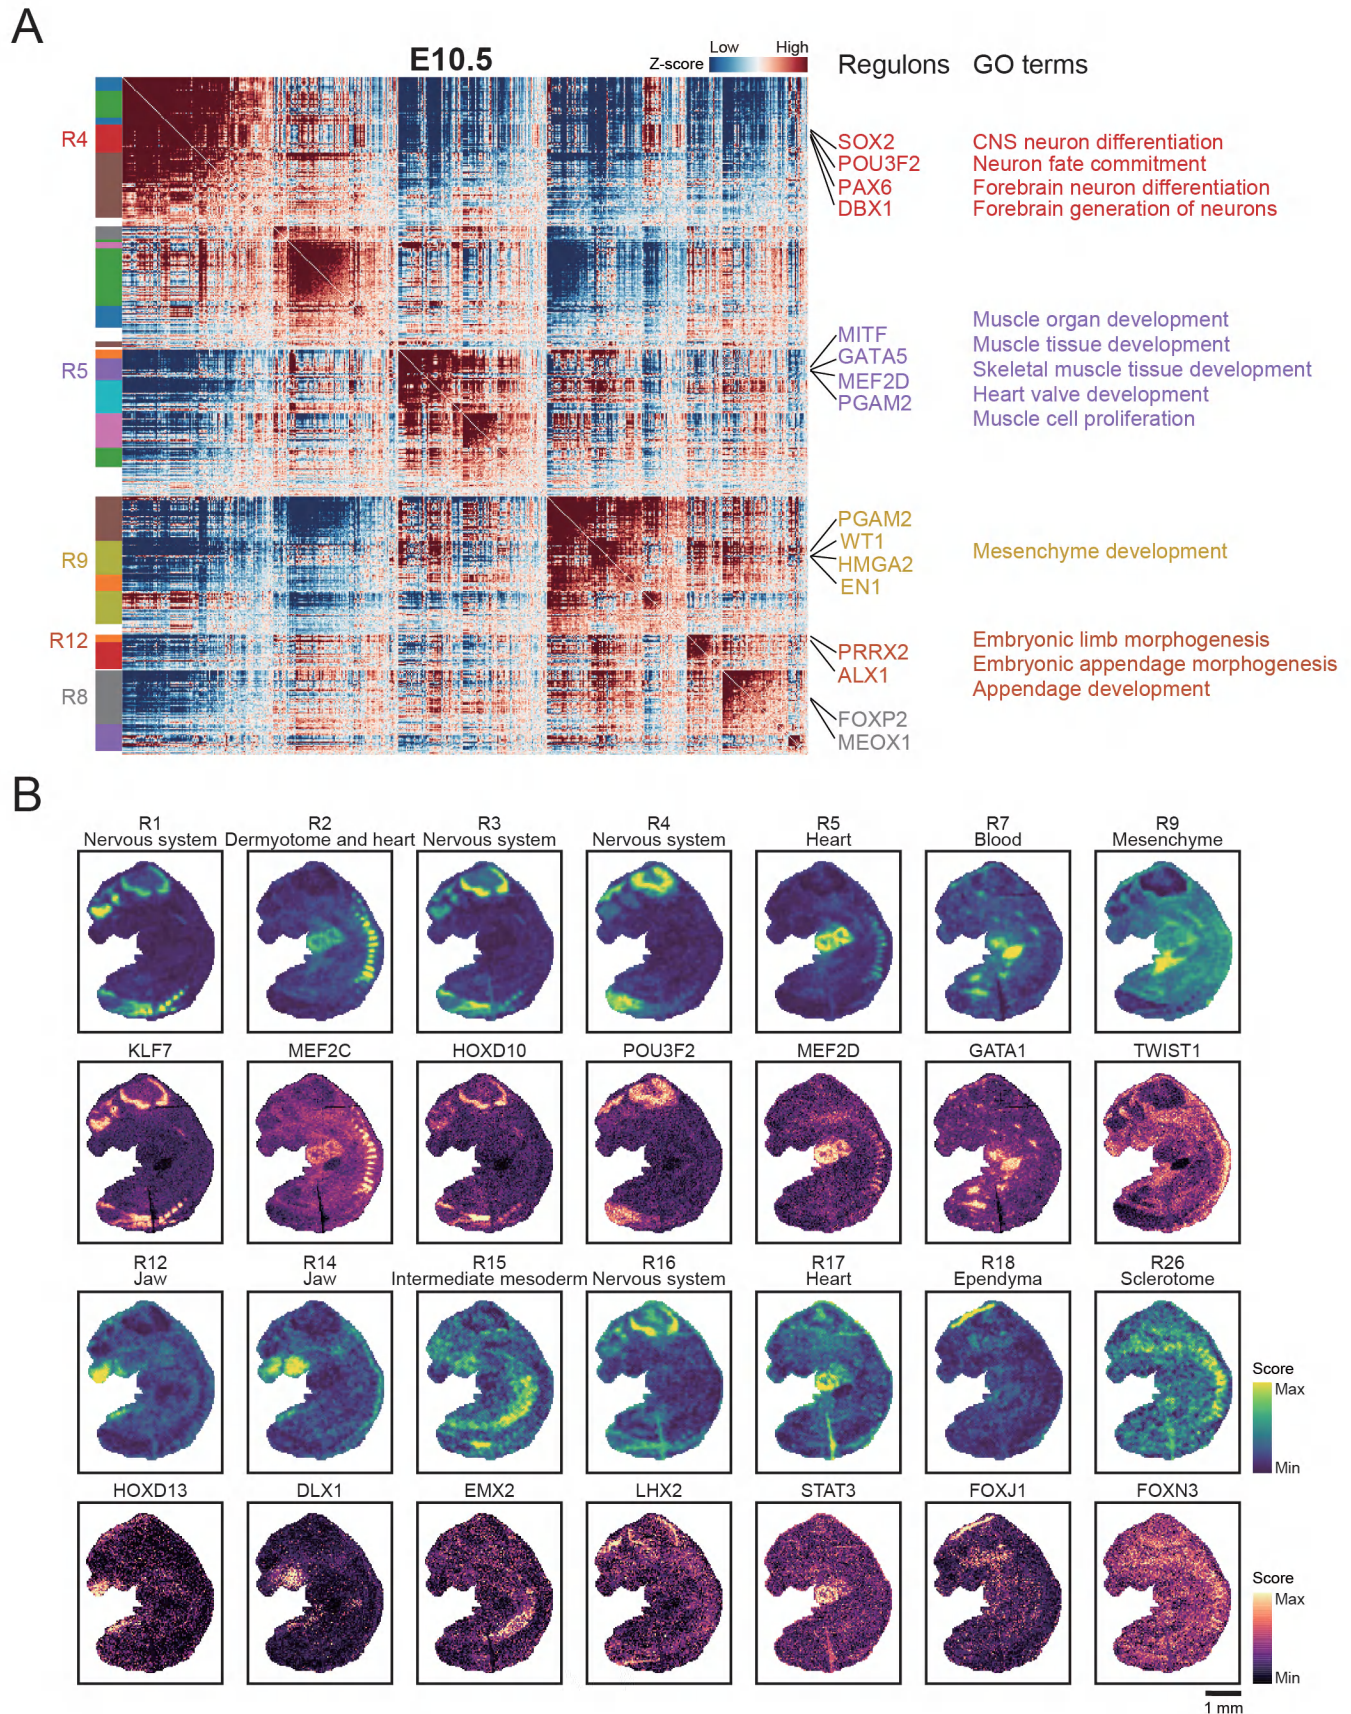 A
E10.5
Low High
Z-score
Regulons GO terms
R4
SOX2
POU3F2
PAX6
DBX1
CNS neuron differentiation
Neuron fate commitment
Forebrain neuron differentiation
Forebrain generation of neurons
R5
MITF
GATA5
MEF2D
PGAM2
Muscle organ development
Muscle tissue development
Skeletal muscle tissue development
Heart valve development
Muscle cell proliferation
R9
PGAM2
WT1
HMGA2
EN1
Mesenchyme development
R12
PRRX2
ALX1
Embryonic limb morphogenesis
Embryonic appendage morphogenesis
Appendage development
R8
FOXP2
MEOX1
B
R1 R2 R3 R4 R5 R7 R9
Nervous system Dermyotome and heart Nervous system Nervous system Heart Blood Mesenchyme
KLF7 MEF2C HOXD10 POU3F2 MEF2D GATA1 TWIST1
R12 R14 R15 R16 R17 R18 R26
Jaw Jaw Intermediate mesoderm Nervous system Heart Ependyma Sclerotome
Score
Max
Min
HOXD13 DLX1 EMX2 LHX2 STAT3 FOXJ1 FOXN3
Score
Max
Min
1 mm